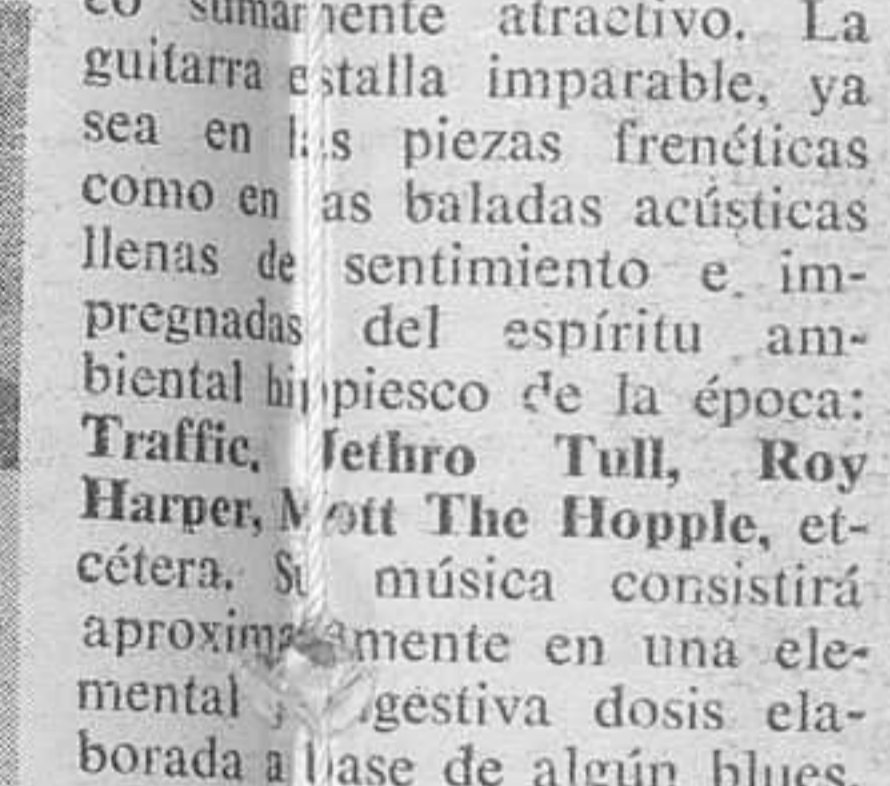 co sumamente atractivo. La
guitarra estalla imparable, ya
sea en las piezas frenéticas
como en las baladas acústicas
llenas de sentimiento e im-
pregnadas del espíritu am-
biental hippiesco de la época:
Traffic, Jethro Tull, Roy
Harper, Mott The Hopple, et-
cétera. Su música consistirá
aproximadamente en una ele-
mental dosis ela-
borada a base de algún blues,